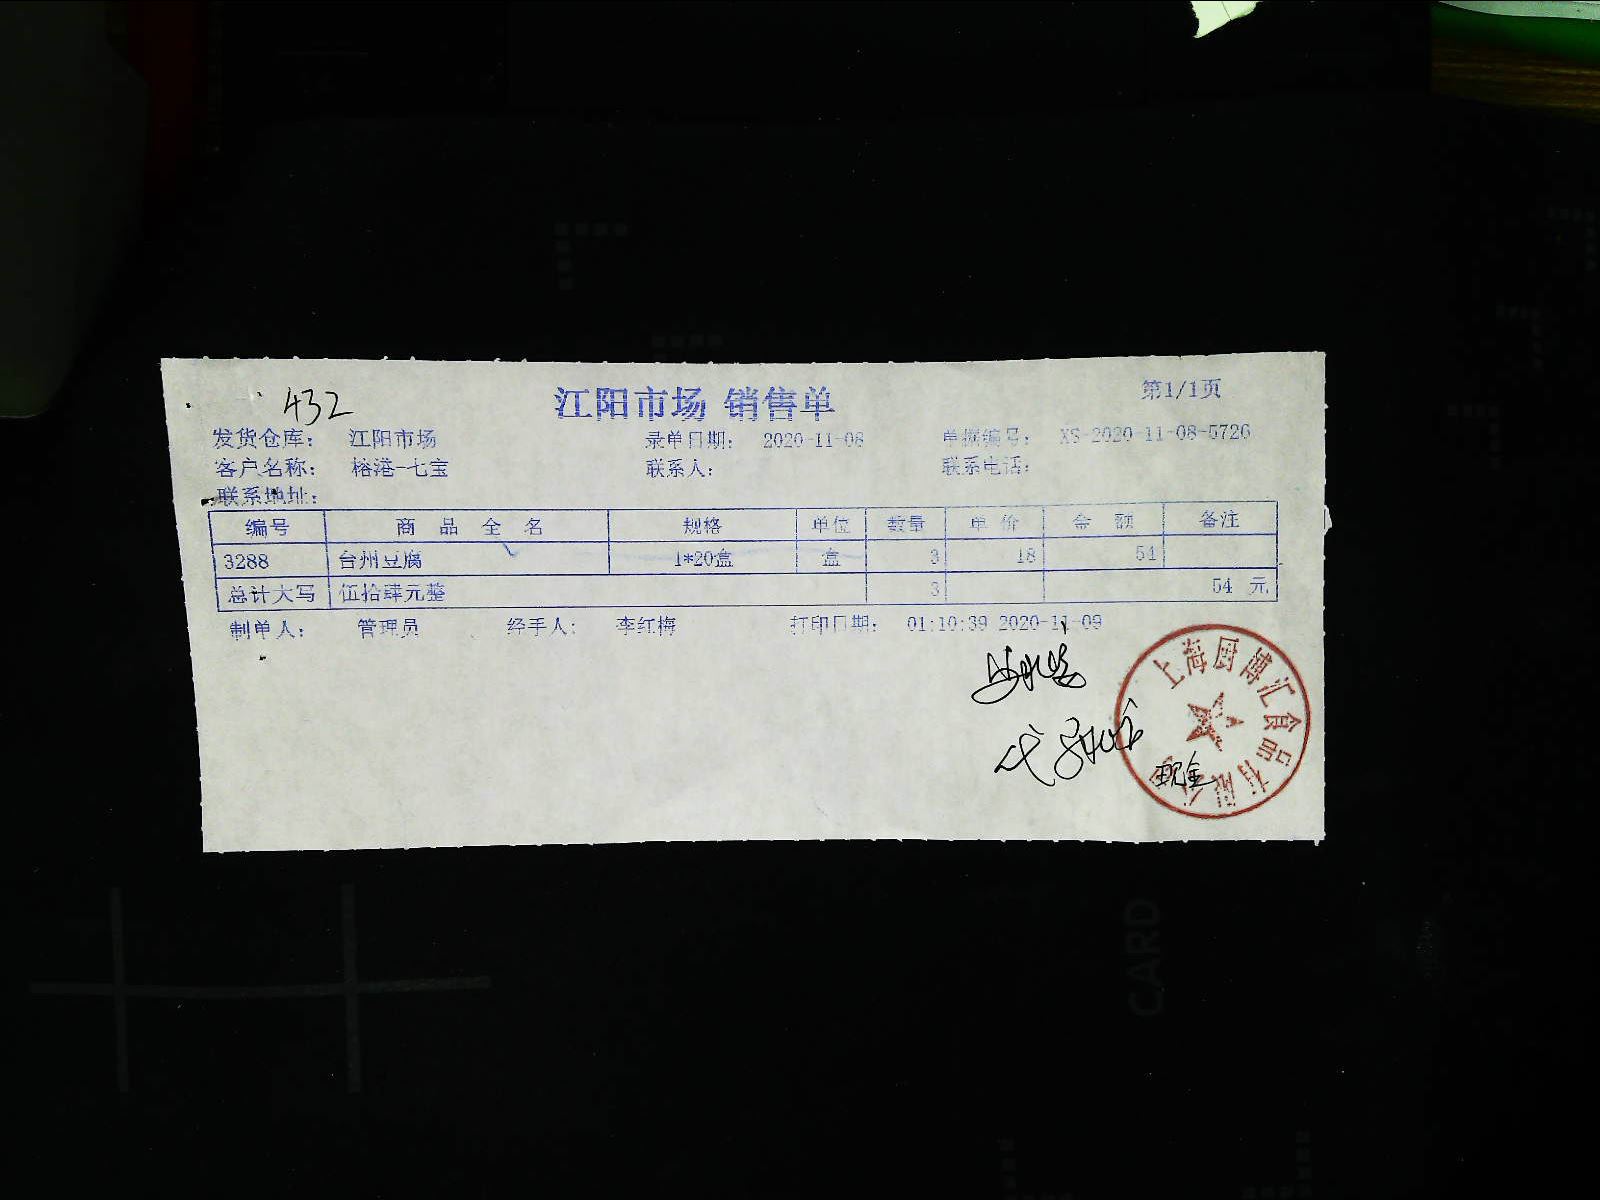 432
江阳市场 销售单
第1/1页
发货仓库： 江阳市场 录单日期： 2020-11-08 单据编号： XS-2020-11-08-5726
客户名称： 榕港-七宝 联系人： 联系电话：
联系地址：
编号 商品全名 规格 单位 数量 单价 金额 备注
3288 台州豆腐 1*20盒 盒 3 18 54
总计大写 伍拾肆元整 3 54 元
制单人： 管理员 经手人： 李红梅 打印日期： 01:10:39 2020-11-09
上海厨博汇食品有限公司
现金
CARD